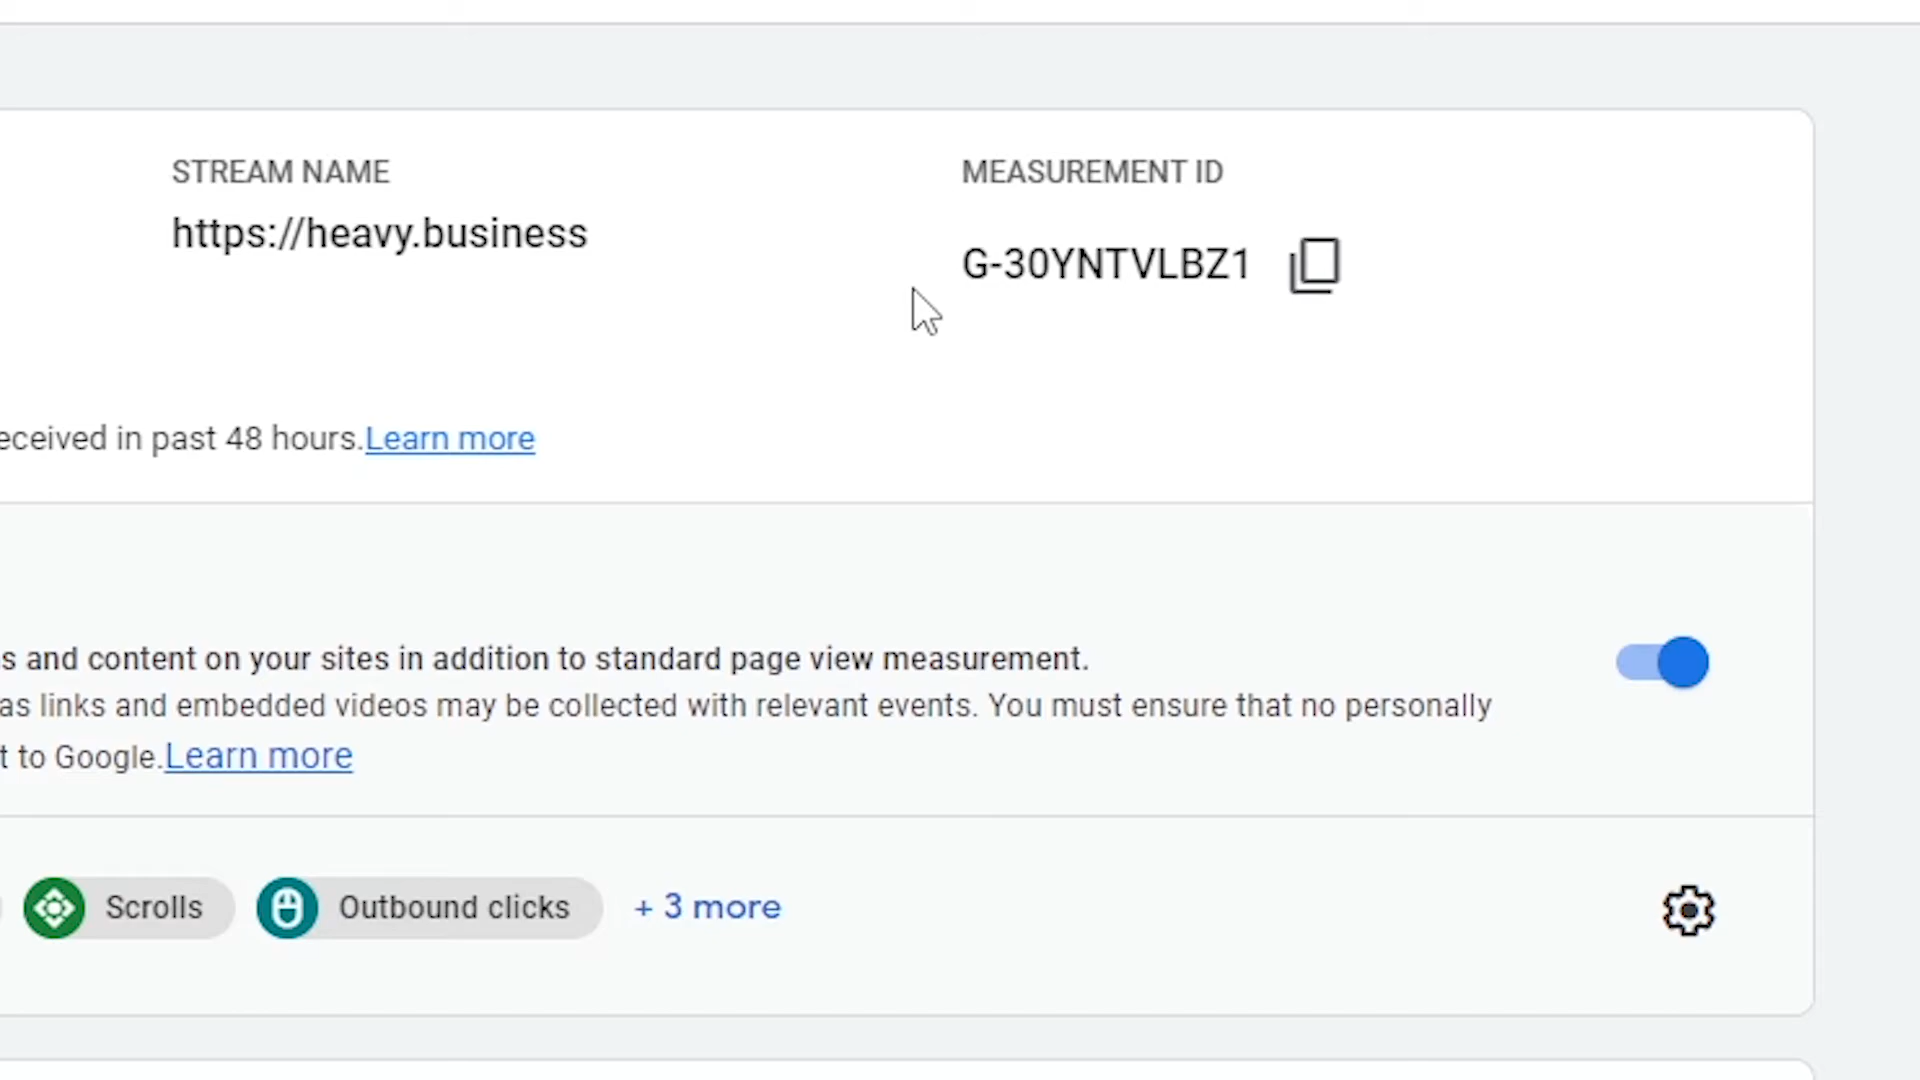 STREAM NAME
https://heavy.business
MEASUREMENT ID
G-30YNTVLBZ1
eceived in past 48 hours.Learn more
s and content on your sites in addition to standard page view measurement.
as links and embedded videos may be collected with relevant events. You must ensure that no personally
t to Google.Learn more
Scrolls
Outbound clicks
+ 3 more